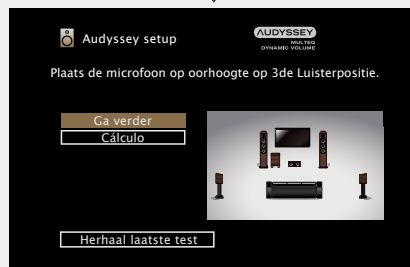 Audyssey setup
AUDYSSEY
MULTEQ
DYNAMIC VOLUME
Plaats de microfoon op oorhoogte op 3de Luisterpositie.
Ga verder
Cálculo
Herhaal laatste test